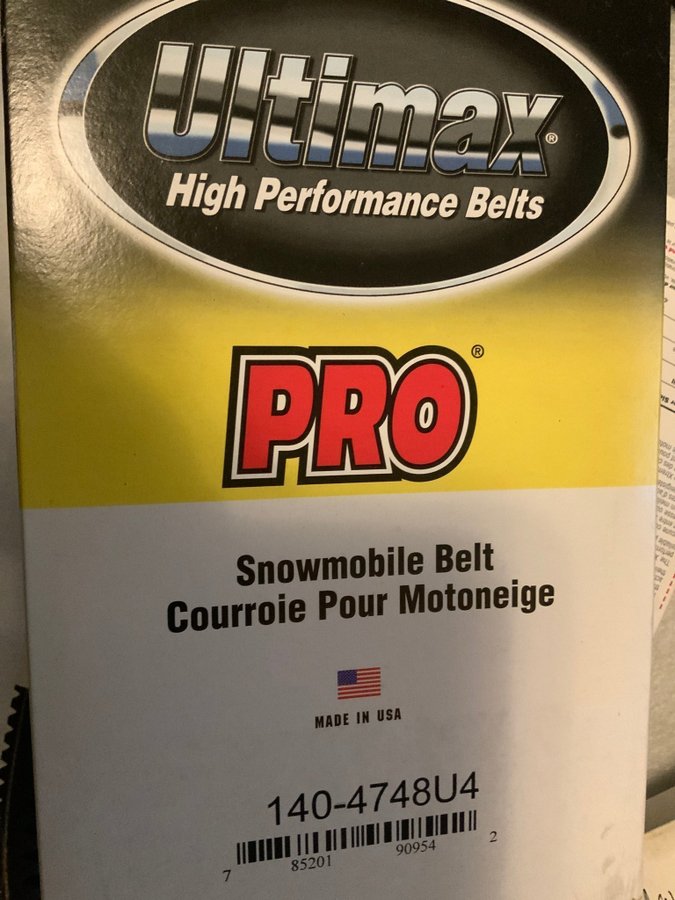 Ultimax®
High Performance Belts
PRO®
Snowmobile Belt
Courroie Pour Motoneige
MADE IN USA
140-4748U4
7 85201 90954 2